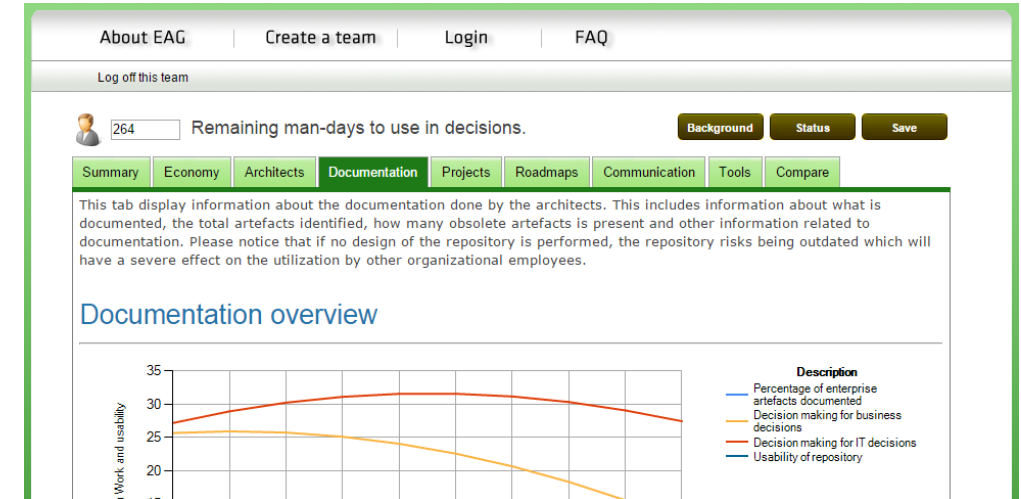 About EAG Create a team Login FAQ
Log off this team
264 Remaining man-days to use in decisions. Background Status Save
Summary Economy Architects Documentation Projects Roadmaps Communication Tools Compare
This tab display information about the documentation done by the architects. This includes information about what is
documented, the total artefacts identified, how many obsolete artefacts is present and other information related to
documentation. Please notice that if no design of the repository is performed, the repository risks being outdated which will
have a severe effect on the utilization by other organizational employees.
Documentation overview
35
30
25
20
Work and usability
Description
Percentage of enterprise
artefacts documented
Decision making for business
decisions
Decision making for IT decisions
Usability of repository